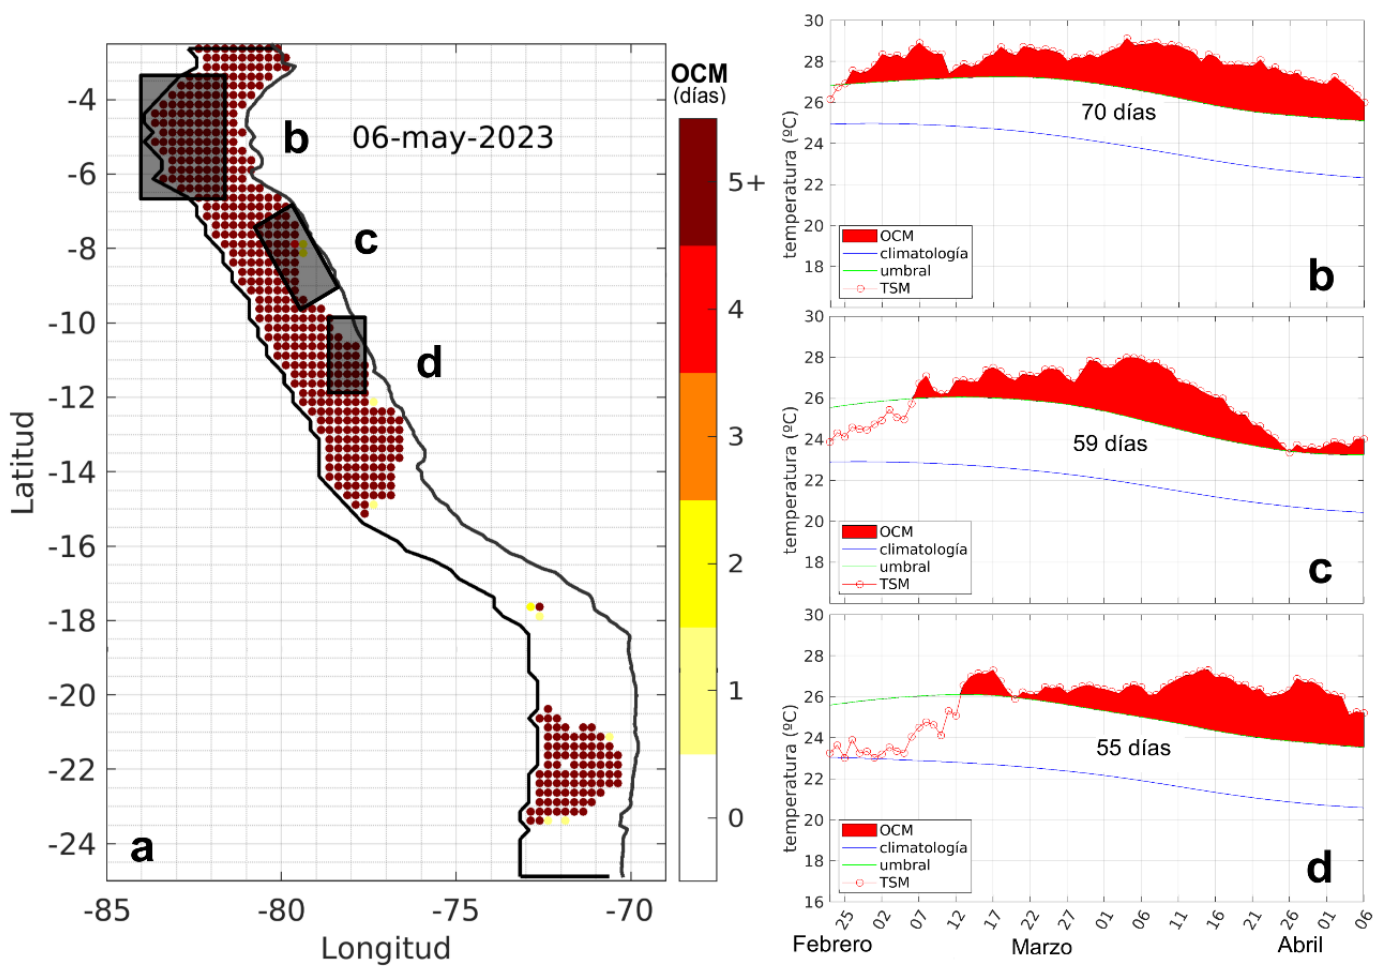 OCM
(días)
06-may-2023
b
c
d
a
-4
-6
-8
-10
-12
-14
-16
-18
-20
-22
-24
Latitud
-85
-80
-75
-70
Longitud
5+
4
3
2
1
0
30
28
26
24
22
20
18
temperatura (ºC)
70 días
OCM
climatología
umbral
TSM
b
30
28
26
24
22
20
18
temperatura (ºC)
59 días
OCM
climatología
umbral
TSM
c
30
28
26
24
22
20
18
16
temperatura (ºC)
55 días
OCM
climatología
umbral
TSM
d
25 02 07 12 17 22 27 01 06 11 16 21 26 01 06
Febrero Marzo Abril